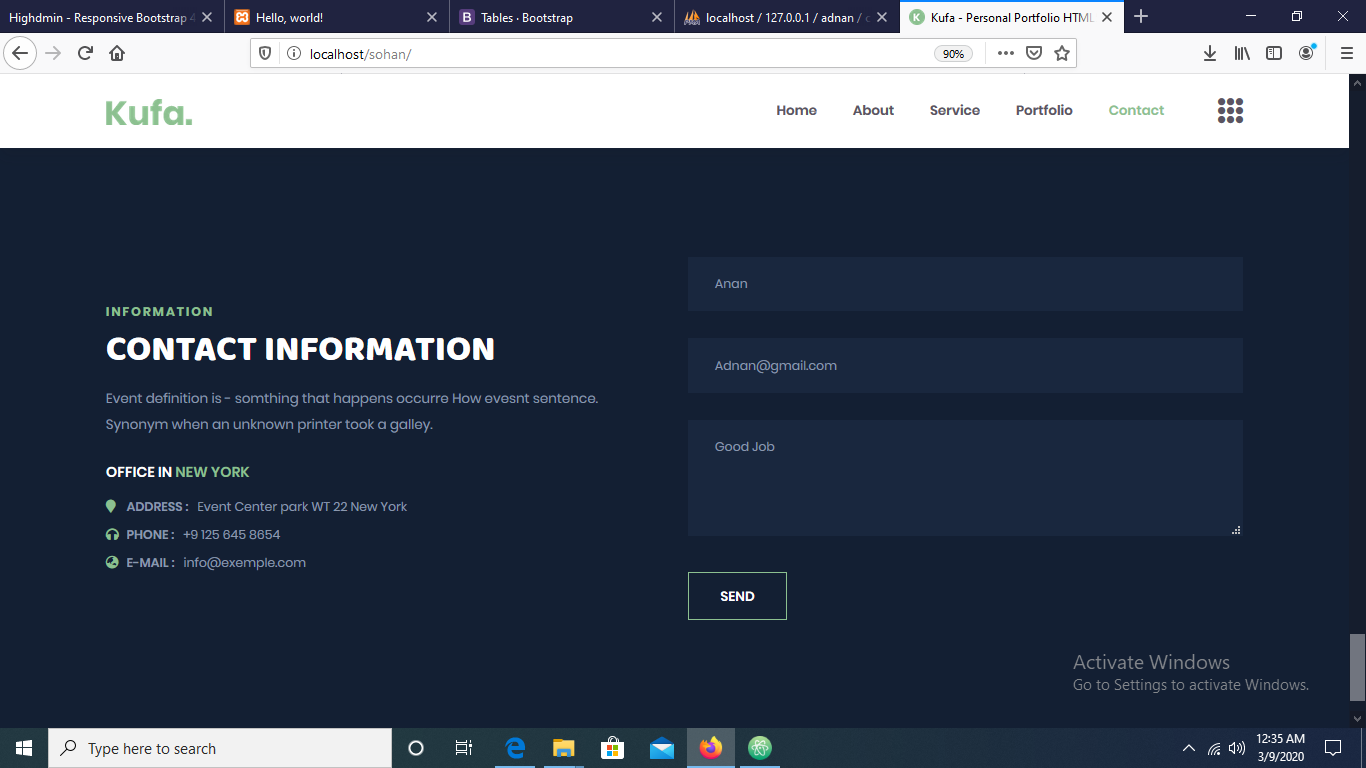 Highdmin - Responsive Bootstrap 4
Hello, world!
Tables · Bootstrap
localhost / 127.0.0.1 / adnan /
Kufa - Personal Portfolio HTML
localhost/sohan/
90%
Kufa.
Home About Service Portfolio Contact
INFORMATION
CONTACT INFORMATION
Event definition is - somthing that happens occurre How evesnt sentence.
Synonym when an unknown printer took a galley.
OFFICE IN NEW YORK
ADDRESS : Event Center park WT 22 New York
PHONE : +9 125 645 8654
E-MAIL : info@exemple.com
Anan
Adnan@gmail.com
Good Job
SEND
Activate Windows
Go to Settings to activate Windows.
Type here to search
12:35 AM
3/9/2020